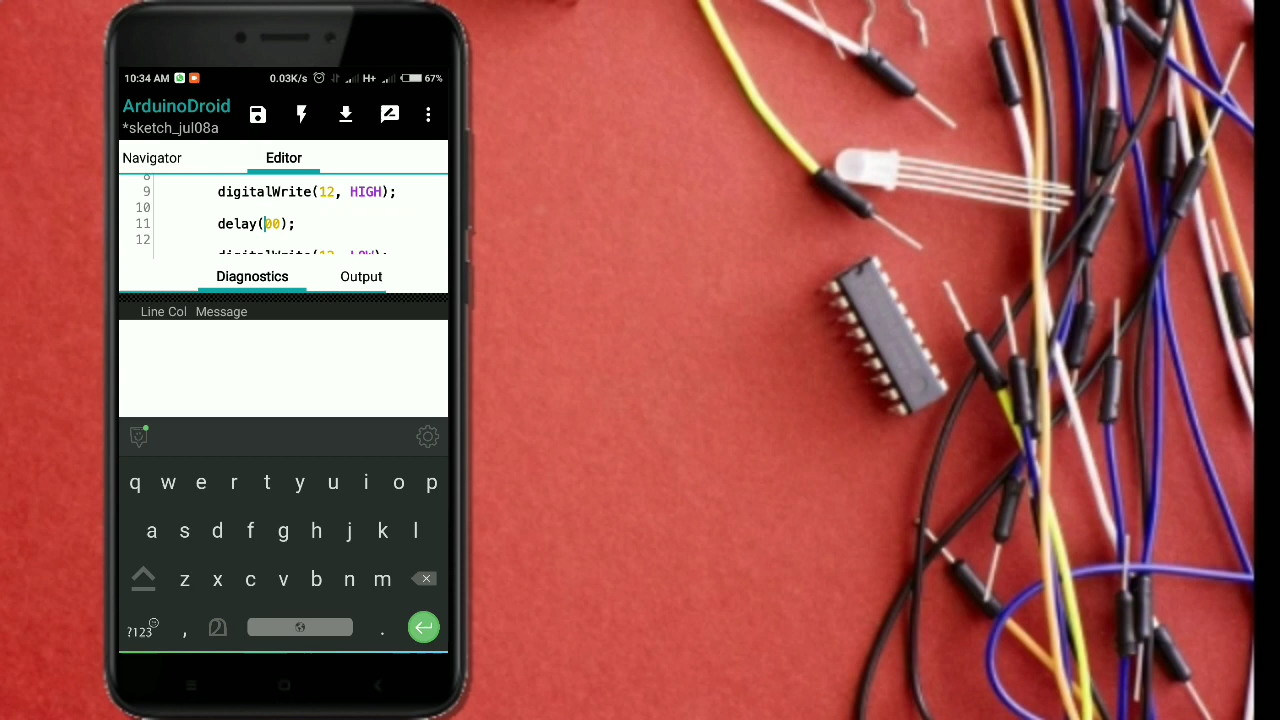 10:34 AM 0.03K/s H+ 67%
ArduinoDroid
*sketch_jul08a
Navigator Editor
8
9 digitalWrite(12, HIGH);
10
11 delay(00);
12
Diagnostics Output
Line Col Message
q w e r t y u i o p
a s d f g h j k l
z x c v b n m
?123 , മ .